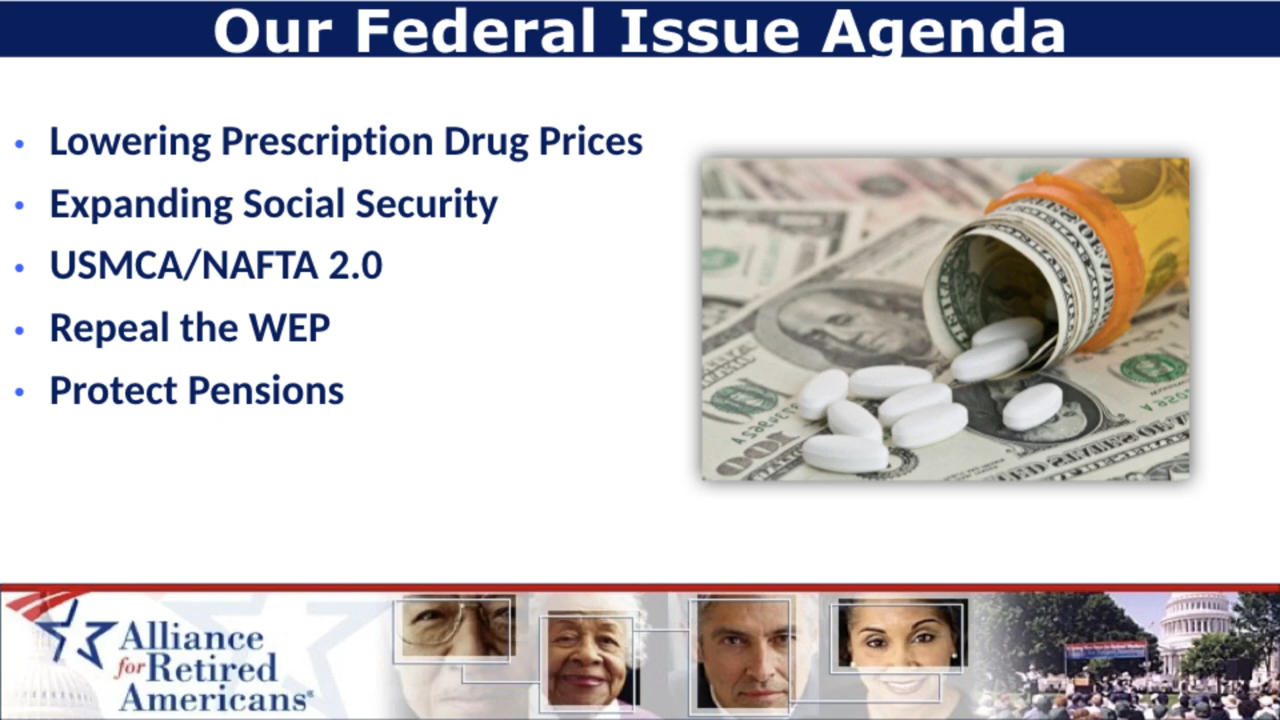 Our Federal Issue Agenda
• Lowering Prescription Drug Prices
• Expanding Social Security
• USMCA/NAFTA 2.0
• Repeal the WEP
• Protect Pensions
Alliance
for Retired
Americans®